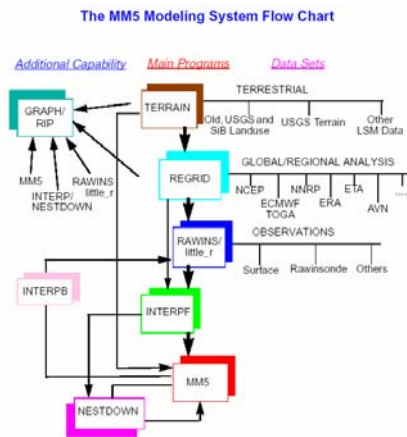 The MM5 Modeling System Flow Chart
Additional Capability
Main Programs
Data Sets
TERRESTRIAL
GRAPH/
RIP
TERRAIN
Old, USGS and
SiB Landuse
USGS Terrain
Other
LSM Data
GLOBAL/REGIONAL ANALYSIS
MM5
INTERP/
NESTDOWN
RAWINS
little_r
REGRID
NCEP
ECMWF
TOGA
NNRP
ERA
ETA
AVN
....
OBSERVATIONS
RAWINS/
little_r
Surface
Rawinsonde
Others
INTERPB
INTERPF
MM5
NESTDOWN